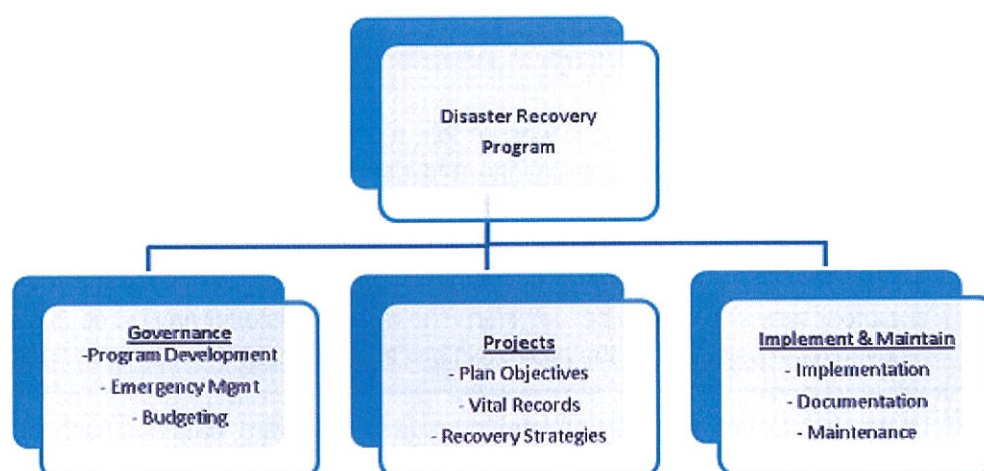 Disaster Recovery
Program
Governance
-Program Development
- Emergency Mgmt
- Budgeting
Projects
- Plan Objectives
- Vital Records
- Recovery Strategies
Implement & Maintain
- Implementation
- Documentation
- Maintenance